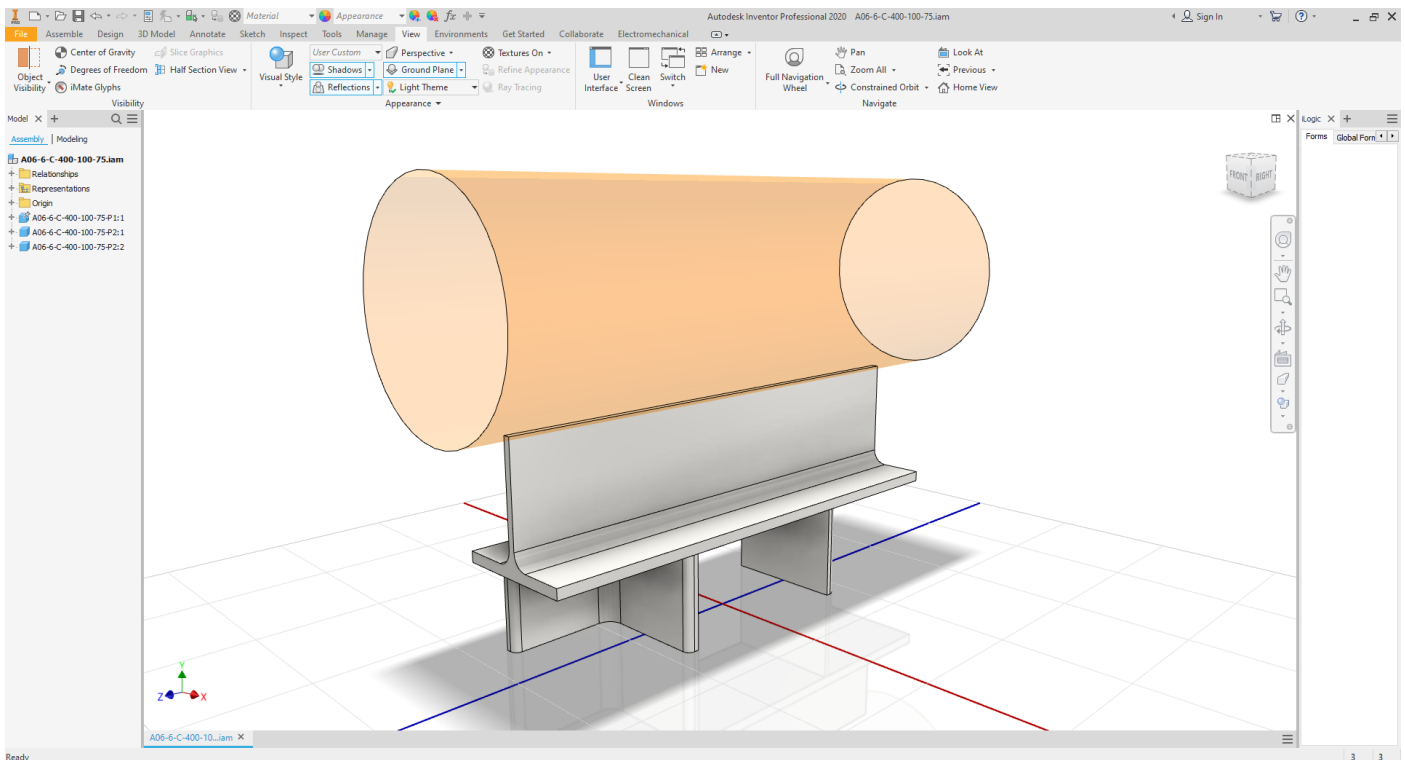 Material Appearance fx Autodesk Inventor Professional 2020 A06-6-C-400-100-75.iam Sign In
File Assemble Design 3D Model Annotate Sketch Inspect Tools Manage View Environments Get Started Collaborate Electromechanical
Object Visibility
Center of Gravity
Degrees of Freedom
iMate Glyphs
Slice Graphics
Half Section View
Visibility
Visual Style
User Custom
Shadows
Reflections
Perspective
Ground Plane
Light Theme
Textures On
Refine Appearance
Ray Tracing
Appearance
User Interface
Clean Screen
Switch
Arrange
New
Windows
Full Navigation Wheel
Pan
Zoom All
Constrained Orbit
Look At
Previous
Home View
Navigate
Model
Assembly | Modeling
A06-6-C-400-100-75.iam
Relationships
Representations
Origin
A06-6-C-400-100-75-P1:1
A06-6-C-400-100-75-P2:1
A06-6-C-400-100-75-P2:2
FRONT RIGHT
Y
Z X
iLogic
Forms Global Forn
A06-6-C-400-10...iam
Ready 3 3